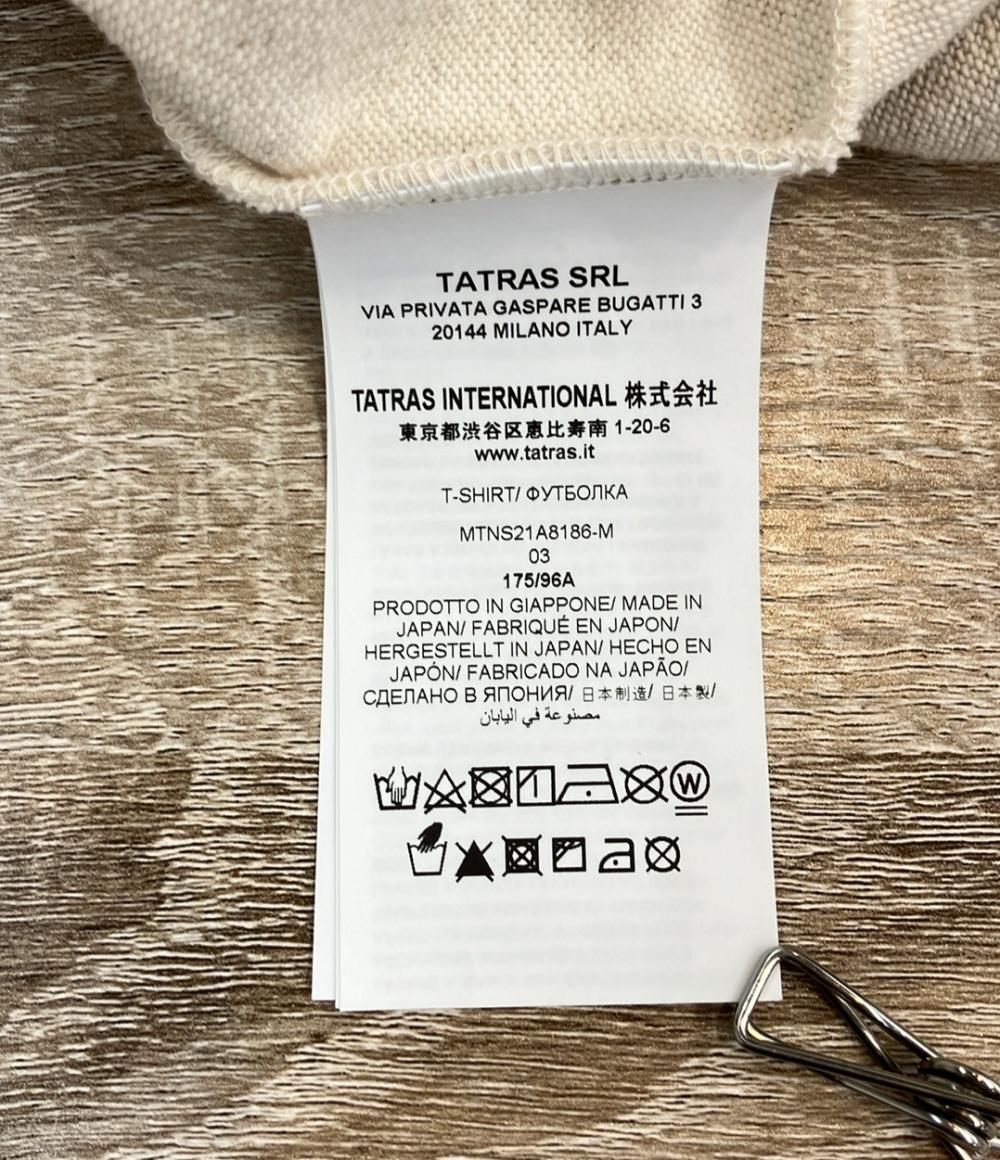 TATRAS SRL
VIA PRIVATA GASPARE BUGATTI 3
20144 MILANO ITALY
TATRAS INTERNATIONAL 株式会社
東京都渋谷区恵比寿南 1-20-6
www.tatras.it
T-SHIRT/ ФУТБОЛКА
MTNS21A8186-M
03
175/96A
PRODOTTO IN GIAPPONE/ MADE IN
JAPAN/ FABRIQUÉ EN JAPON/
HERGESTELLT IN JAPAN/ HECHO EN
JAPÓN/ FABRICADO NA JAPÃO/
СДЕЛАНО В ЯПОНИЯ/ 日本制造/ 日本製/
مصنوعة في اليابان
W